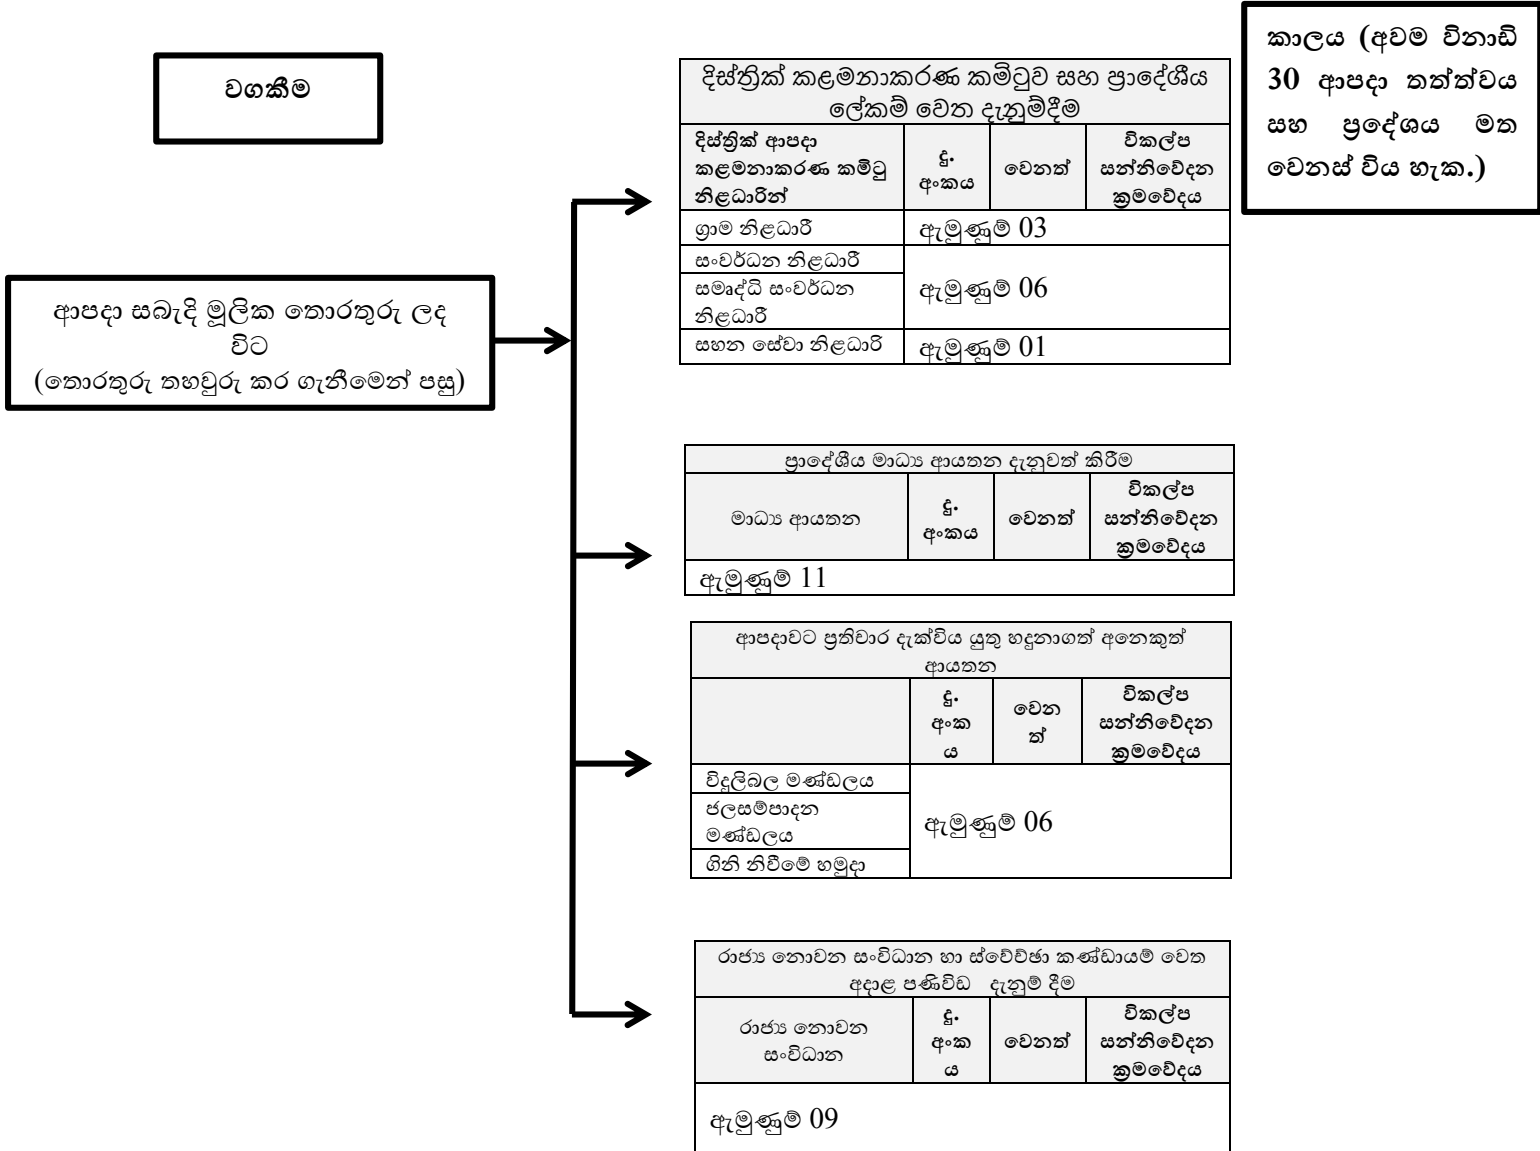 වගකීම
කාලය (අවම විනාඩි
30 ආපදා තත්ත්වය
සහ ප්‍රදේශය මත
වෙනස් විය හැක.)
ආපදා සබැදි මූලික තොරතුරු ලද
විට
(තොරතුරු තහවුරු කර ගැනීමෙන් පසු)
දිස්ත්‍රික් කළමනාකරණ කමිටුව සහ ප්‍රාදේශීය
ලේකම් වෙත දැනුම්දීම
දිස්ත්‍රික් ආපදා
කළමනාකරණ කමිටු
නිළධාරින්
දු.
අංකය
වෙනත්
විකල්ප
සන්නිවේදන
ක්‍රමවේදය
ග්‍රාම නිළධාරී
ඇමුණුම් 03
සංවර්ධන නිළධාරී
සමෘද්ධි සංවර්ධන
නිළධාරී
ඇමුණුම් 06
සහන සේවා නිළධාරි
ඇමුණුම් 01
ප්‍රාදේශීය මාධ්‍ය ආයතන දැනුවත් කිරීම
මාධ්‍ය ආයතන
දු.
අංකය
වෙනත්
විකල්ප
සන්නිවේදන
ක්‍රමවේදය
ඇමුණුම් 11
ආපදාවට ප්‍රතිචාර දැක්විය යුතු හදුනාගත් අනෙකුත්
ආයතන
දු.
අංක
ය
වෙන
ත්
විකල්ප
සන්නිවේදන
ක්‍රමවේදය
විදුලිබල මණ්ඩලය
ජලසම්පාදන
මණ්ඩලය
ගිනි නිවීමේ හමුදා
ඇමුණුම් 06
රාජ්‍ය නොවන සංවිධාන හා ස්වේච්ඡා කණ්ඩායම් වෙත
අදාළ පණිවිඩ දැනුම් දීම
රාජ්‍ය නොවන
සංවිධාන
දු.
අංක
ය
වෙනත්
විකල්ප
සන්නිවේදන
ක්‍රමවේදය
ඇමුණුම් 09